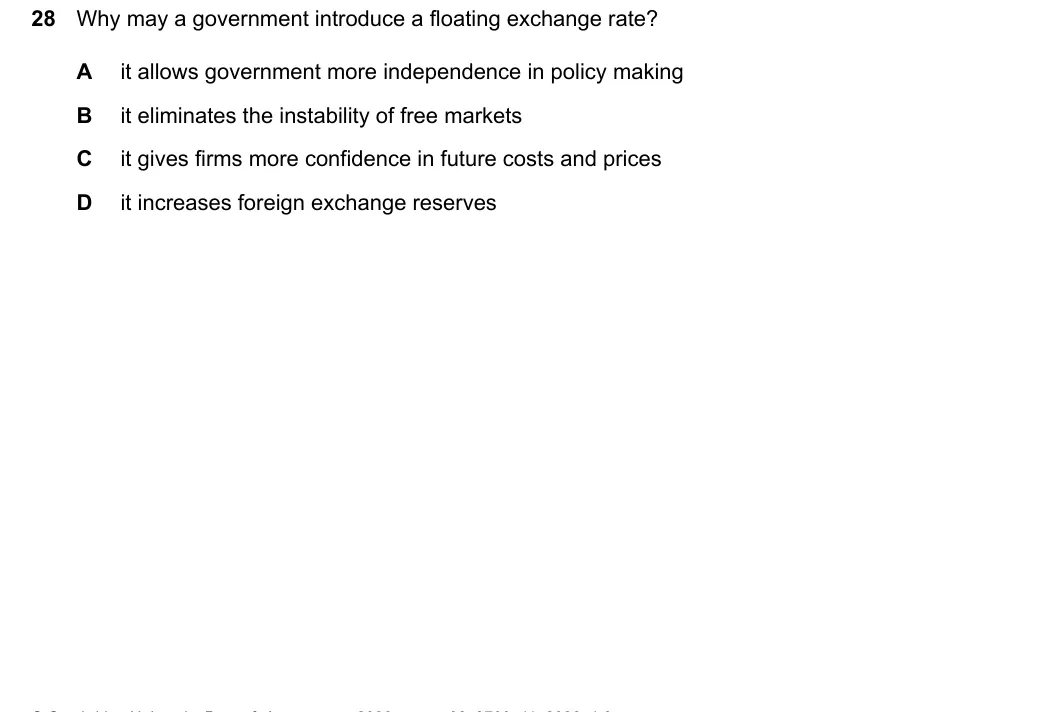 28 Why may a government introduce a floating exchange rate?
A it allows government more independence in policy making
B it eliminates the instability of free markets
C it gives firms more confidence in future costs and prices
D it increases foreign exchange reserves